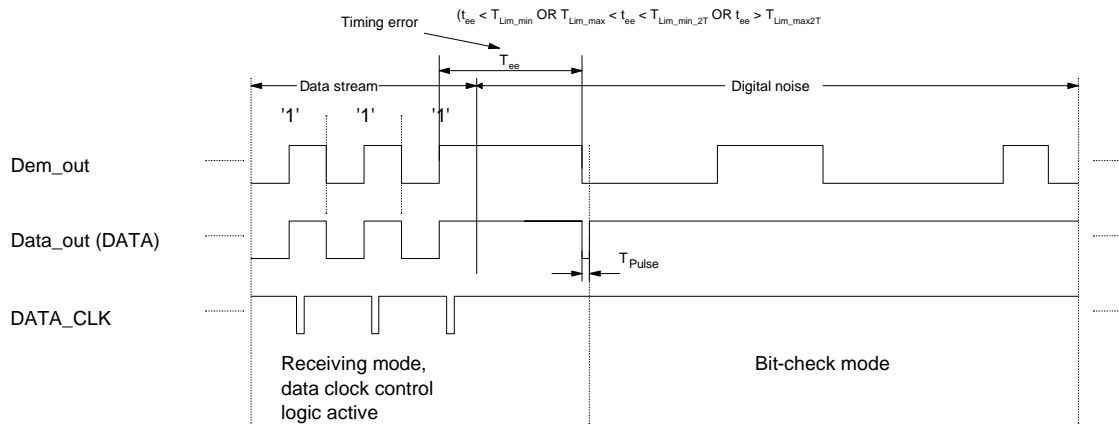 (tee < TLim_min OR TLim_max < tee < TLim_min_2T OR tee > TLim_max2T
Timing error
Tee
Data stream
Digital noise
'1' '1' '1'
Dem_out
Data_out (DATA)
TPulse
DATA_CLK
Receiving mode,
data clock control
logic active
Bit-check mode